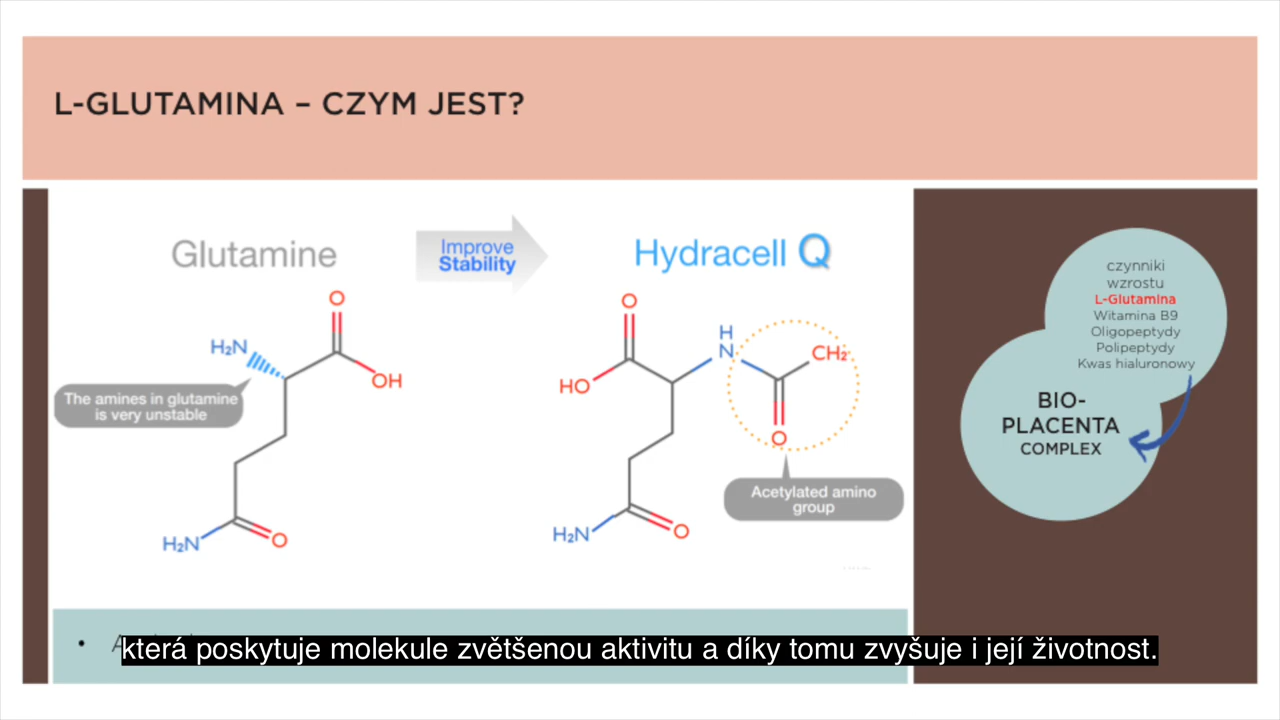 L-GLUTAMINA – CZYM JEST?
Glutamine
Improve
Stability
Hydracell Q
O
H₂N
OH
The amines in glutamine
is very unstable
H₂N
O
O
H
N
CH₂
HO
O
Acetylated amino
group
H₂N
O
czynniki
wzrostu
L-Glutamina
Witamina B9
Oligopeptydy
Polipeptydy
Kwas hialuronowy
BIO-
PLACENTA
COMPLEX
•
která poskytuje molekule zvětšenou aktivitu a díky tomu zvyšuje i její životnost.